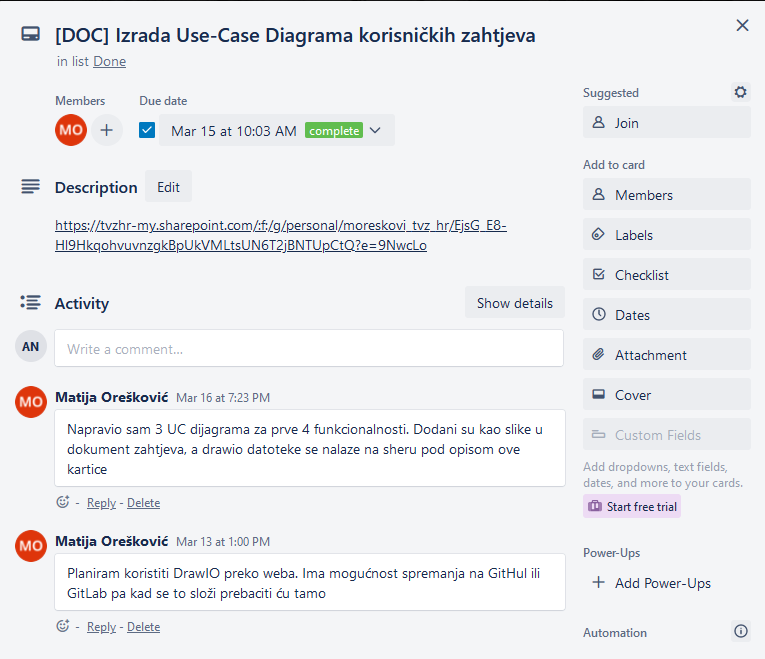 [DOC] Izrada Use-Case Diagrama korisničkih zahtjeva
in list Done
Members
Due date
MO
Mar 15 at 10:03 AM complete
Description
Edit
https://tvzhr-my.sharepoint.com/:f:/g/personal/moreskovi_tvz_hr/EjsG_E8-
Hl9HkqohvuvnzgkBpUkVMLtsUN6T2jBNTUpCtQ?e=9NwcLo
Activity
Show details
AN
Write a comment...
MO
Matija Orešković Mar 16 at 7:23 PM
Napravio sam 3 UC dijagrama za prve 4 funkcionalnosti. Dodani su kao slike u
dokument zahtjeva, a drawio datoteke se nalaze na sheru pod opisom ove
kartice
- Reply - Delete
MO
Matija Orešković Mar 13 at 1:00 PM
Planiram koristiti DrawIO preko weba. Ima mogućnost spremanja na GitHul ili
GitLab pa kad se to složi prebaciti ću tamo
- Reply - Delete
Suggested
Join
Add to card
Members
Labels
Checklist
Dates
Attachment
Cover
Custom Fields
Add dropdowns, text fields,
dates, and more to your cards.
Start free trial
Power-Ups
+ Add Power-Ups
Automation